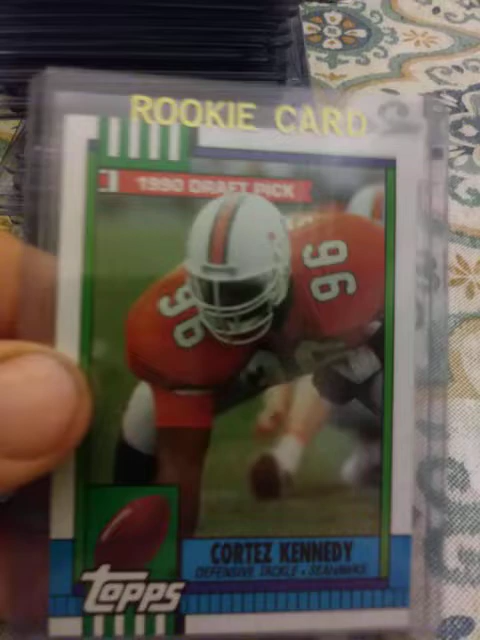 ROOKIE CARD
1990 DRAFT PICK
96
96
CORTEZ KENNEDY
DEFENSIVE TACKLE • SEAHAWKS
TOPPS